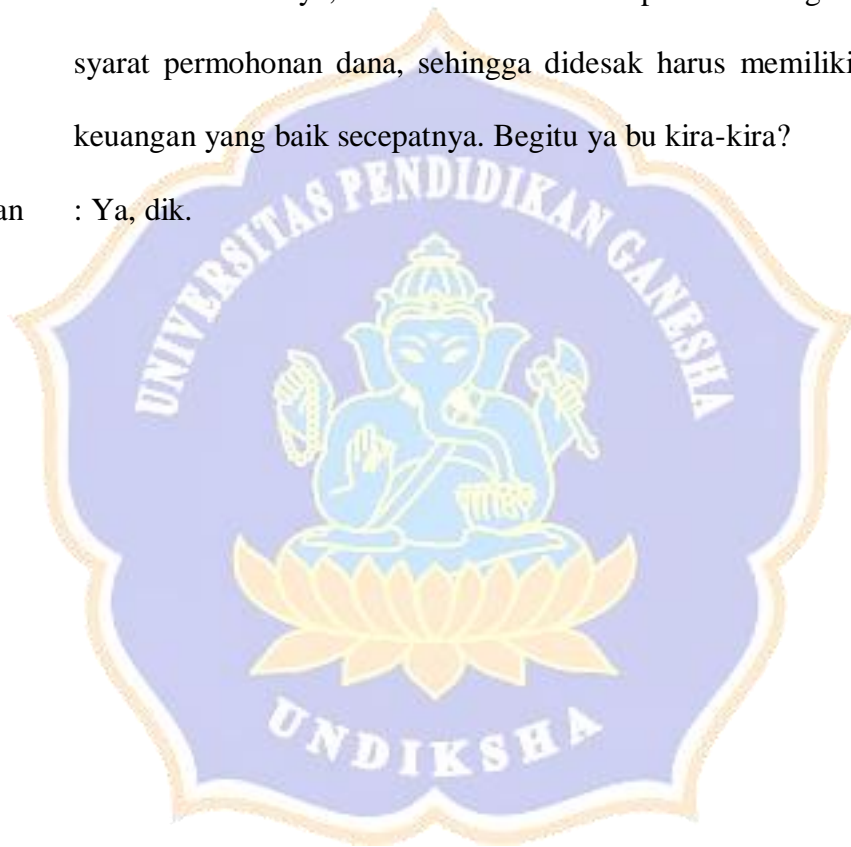 syarat permohonan dana, sehingga didesak harus memiliki
keuangan yang baik secepatnya. Begitu ya bu kira-kira?
an : Ya, dik.
UNIVERSITAS PENDIDIKAN GANESHA
UNDIKSHA